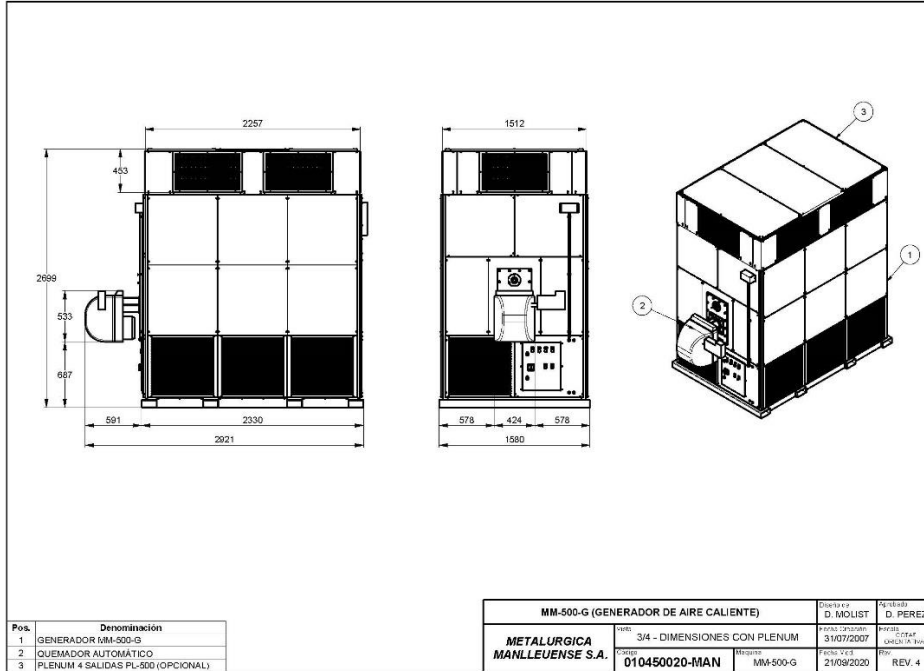 2257
453
2699
533
687
591
2330
2921
1512
578
424
578
1580
3
1
2
Pos. Denominación
1 GENERADOR MM-500-G
2 QUEMADOR AUTOMÁTICO
3 PLENUM 4 SALIDAS PL-500 (OPCIONAL)
MM-500-G (GENERADOR DE AIRE CALIENTE)
D. MOLIST
D. PEREZ
METALURGICA
MANLLEUENSE S.A.
3/4 - DIMENSIONES CON PLENUM
31/07/2007
Código
010450020-MAN
Maquina
MM-500-G
21/09/2020
Rev.
REV. 4